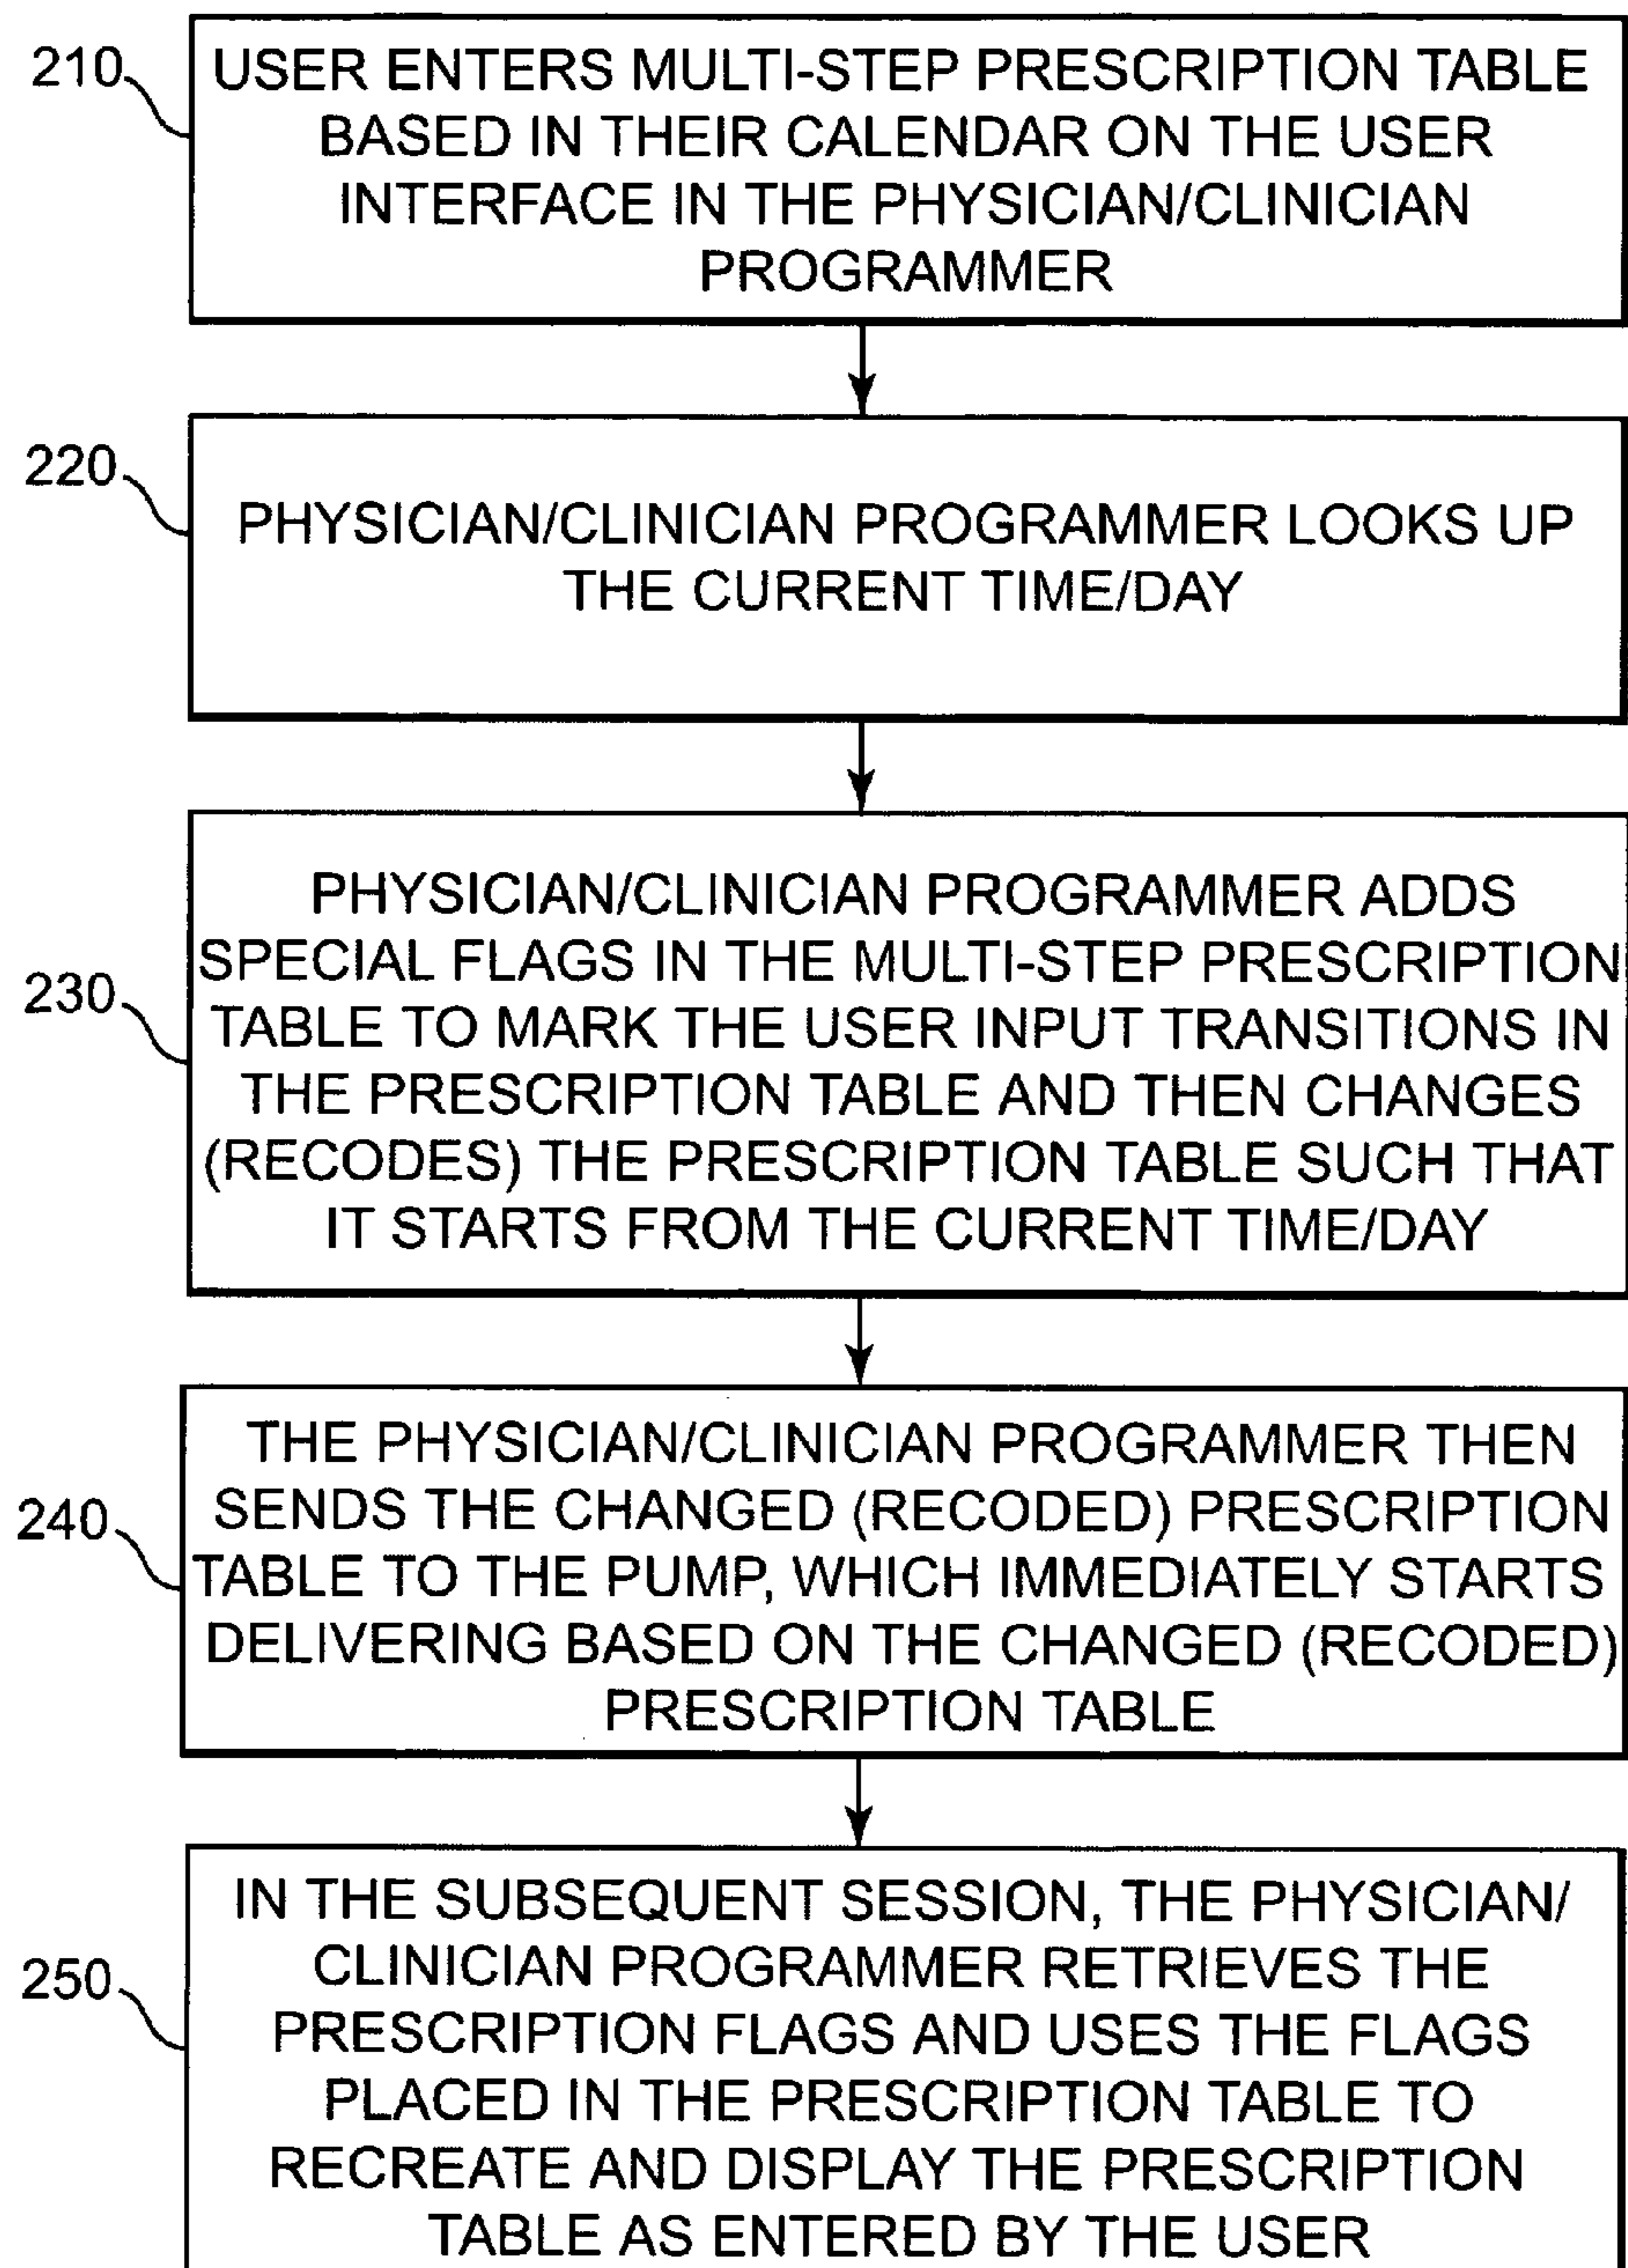 210
USER ENTERS MULTI-STEP PRESCRIPTION TABLE
BASED IN THEIR CALENDAR ON THE USER
INTERFACE IN THE PHYSICIAN/CLINICIAN
PROGRAMMER
220
PHYSICIAN/CLINICIAN PROGRAMMER LOOKS UP
THE CURRENT TIME/DAY
230
PHYSICIAN/CLINICIAN PROGRAMMER ADDS
SPECIAL FLAGS IN THE MULTI-STEP PRESCRIPTION
TABLE TO MARK THE USER INPUT TRANSITIONS IN
THE PRESCRIPTION TABLE AND THEN CHANGES
(RECODES) THE PRESCRIPTION TABLE SUCH THAT
IT STARTS FROM THE CURRENT TIME/DAY
240
THE PHYSICIAN/CLINICIAN PROGRAMMER THEN
SENDS THE CHANGED (RECODED) PRESCRIPTION
TABLE TO THE PUMP, WHICH IMMEDIATELY STARTS
DELIVERING BASED ON THE CHANGED (RECODED)
PRESCRIPTION TABLE
250
IN THE SUBSEQUENT SESSION, THE PHYSICIAN/
CLINICIAN PROGRAMMER RETRIEVES THE
PRESCRIPTION FLAGS AND USES THE FLAGS
PLACED IN THE PRESCRIPTION TABLE TO
RECREATE AND DISPLAY THE PRESCRIPTION
TABLE AS ENTERED BY THE USER